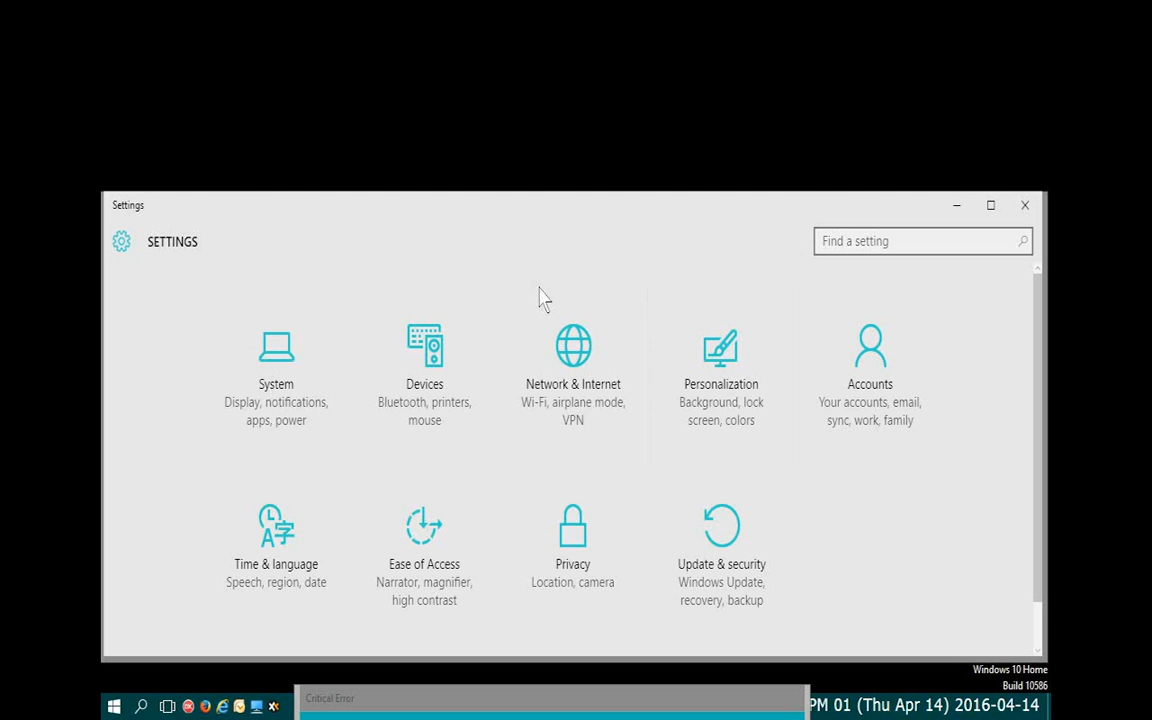 Settings
SETTINGS
Find a setting
System
Display, notifications,
apps, power
Devices
Bluetooth, printers,
mouse
Network & Internet
Wi-Fi, airplane mode,
VPN
Personalization
Background, lock
screen, colors
Accounts
Your accounts, email,
sync, work, family
Time & language
Speech, region, date
Ease of Access
Narrator, magnifier,
high contrast
Privacy
Location, camera
Update & security
Windows Update,
recovery, backup
Windows 10 Home
Build 10586
Critical Error
PM 01 (Thu Apr 14) 2016-04-14